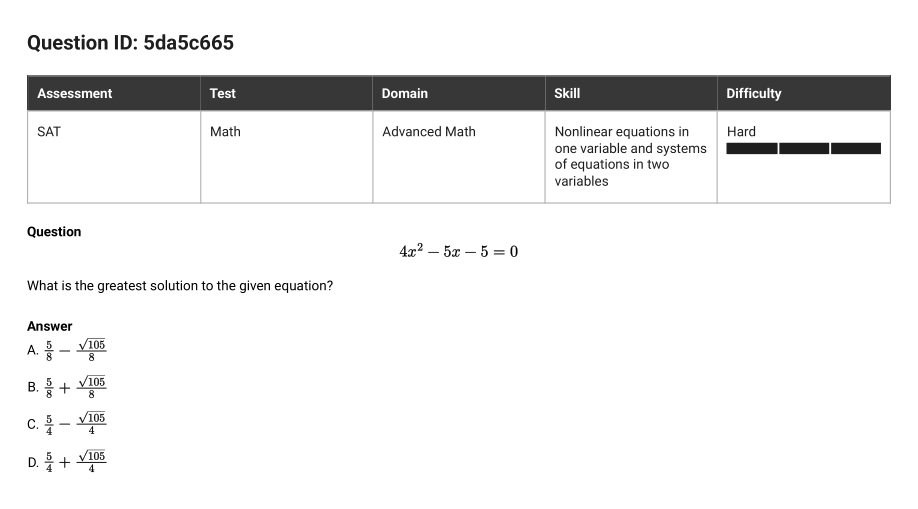 Question ID: 5da5c665
Assessment Test Domain Skill Difficulty
SAT Math Advanced Math Nonlinear equations in one variable and systems of equations in two variables Hard
Question
4x² − 5x − 5 = 0
What is the greatest solution to the given equation?
Answer
A. 5/8 − √105/8
B. 5/8 + √105/8
C. 5/4 − √105/4
D. 5/4 + √105/4